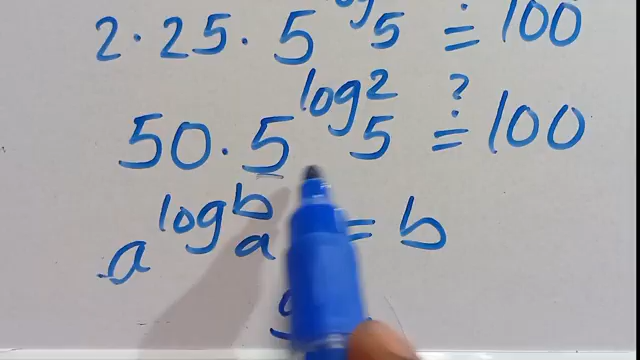 2 · 25 · 5^log 5 ≟ 100
50 · 5^log² 5 ≟ 100
a^log^b a = b